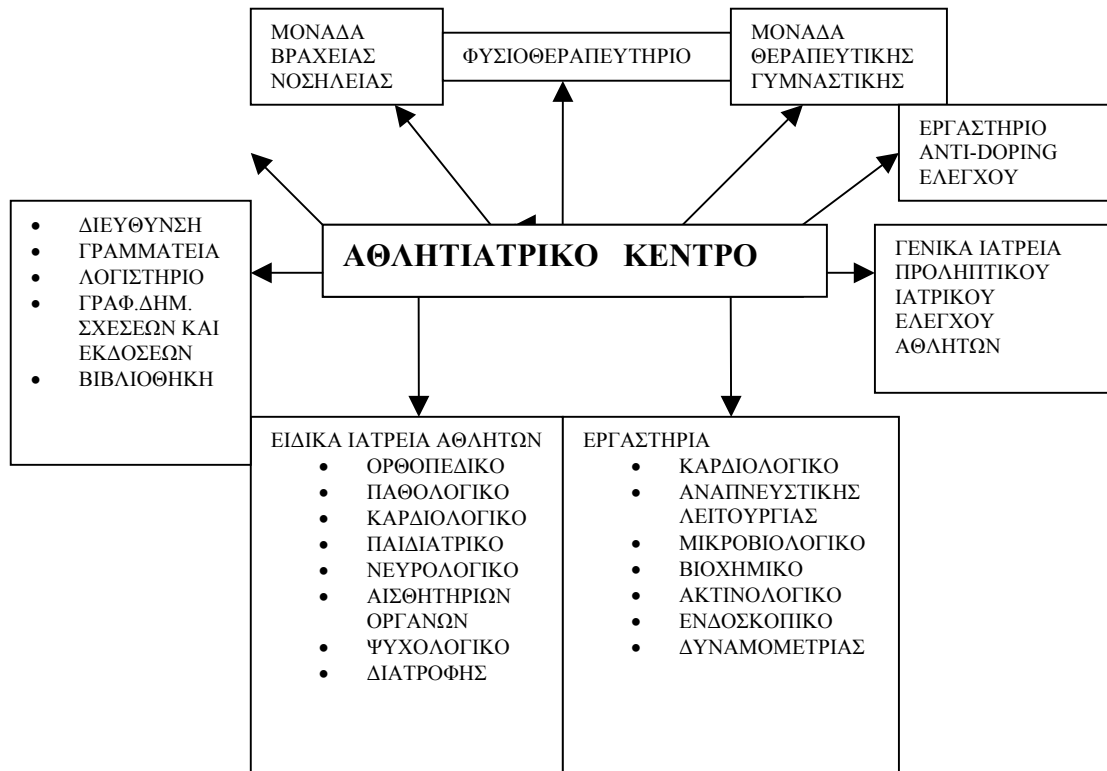 ΜΟΝΑΔΑ
ΒΡΑΧΕΙΑΣ
ΝΟΣΗΛΕΙΑΣ
ΦΥΣΙΟΘΕΡΑΠΕΥΤΗΡΙΟ
ΜΟΝΑΔΑ
ΘΕΡΑΠΕΥΤΙΚΗΣ
ΓΥΜΝΑΣΤΙΚΗΣ
ΕΡΓΑΣΤΗΡΙΟ
ANTI-DOPING
ΕΛΕΓΧΟΥ
• ΔΙΕΥΘΥΝΣΗ
• ΓΡΑΜΜΑΤΕΙΑ
• ΛΟΓΙΣΤΗΡΙΟ
• ΓΡΑΦ.ΔΗΜ.
ΣΧΕΣΕΩΝ ΚΑΙ
ΕΚΔΟΣΕΩΝ
• ΒΙΒΛΙΟΘΗΚΗ
ΑΘΛΗΤΙΑΤΡΙΚΟ ΚΕΝΤΡΟ
ΓΕΝΙΚΑ ΙΑΤΡΕΙΑ
ΠΡΟΛΗΠΤΙΚΟΥ
ΙΑΤΡΙΚΟΥ
ΕΛΕΓΧΟΥ
ΑΘΛΗΤΩΝ
ΕΙΔΙΚΑ ΙΑΤΡΕΙΑ ΑΘΛΗΤΩΝ
• ΟΡΘΟΠΕΔΙΚΟ
• ΠΑΘΟΛΟΓΙΚΟ
• ΚΑΡΔΙΟΛΟΓΙΚΟ
• ΠΑΙΔΙΑΤΡΙΚΟ
• ΝΕΥΡΟΛΟΓΙΚΟ
• ΑΙΣΘΗΤΗΡΙΩΝ
ΟΡΓΑΝΩΝ
• ΨΥΧΟΛΟΓΙΚΟ
• ΔΙΑΤΡΟΦΗΣ
ΕΡΓΑΣΤΗΡΙΑ
• ΚΑΡΔΙΟΛΟΓΙΚΟ
• ΑΝΑΠΝΕΥΣΤΙΚΗΣ
ΛΕΙΤΟΥΡΓΙΑΣ
• ΜΙΚΡΟΒΙΟΛΟΓΙΚΟ
• ΒΙΟΧΗΜΙΚΟ
• ΑΚΤΙΝΟΛΟΓΙΚΟ
• ΕΝΔΟΣΚΟΠΙΚΟ
• ΔΥΝΑΜΟΜΕΤΡΙΑΣ